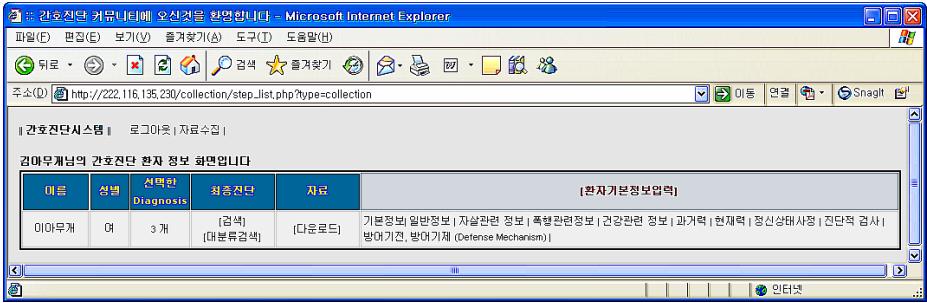 :: 간호진단 커뮤니티에 오신것을 환영합니다 - Microsoft Internet Explorer
파일(F) 편집(E) 보기(V) 즐겨찾기(A) 도구(T) 도움말(H)
뒤로 검색 즐겨찾기
주소(D) http://222,116,135,230/collection/step_list,php?type=collection 이동 연결 SnagIt
|| 간호진단시스템 || 로그아웃 | 자료수집 |
김아무개님의 간호진단 환자 정보 화면입니다
이름 성별 선택한 Diagnosis 최종진단 자료 [환자기본정보입력]
이아무개 여 3 개 [검색] [대분류검색] [다운로드] 기본정보| 일반정보 | 자살관련 정보 | 폭행관련정보 | 건강관련 정보 | 과거력 | 현재력 | 정신상태사정 | 진단적 검사 |
방어기전, 방어기제 (Defense Mechanism) |
인터넷